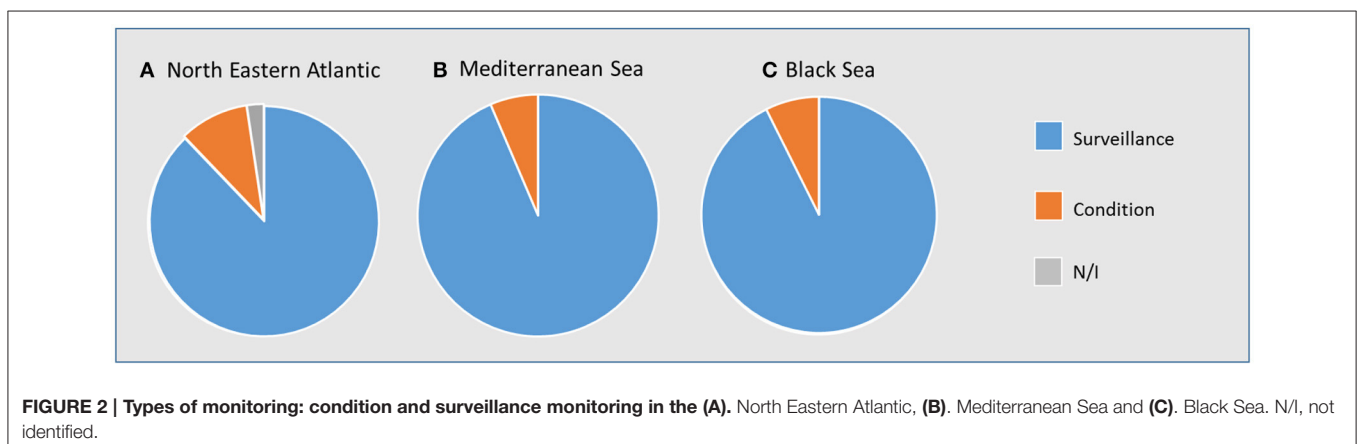 A North Eastern Atlantic
B Mediterranean Sea
C Black Sea
Surveillance
Condition
N/I
FIGURE 2 | Types of monitoring: condition and surveillance monitoring in the (A). North Eastern Atlantic, (B). Mediterranean Sea and (C). Black Sea. N/I, not
identified.